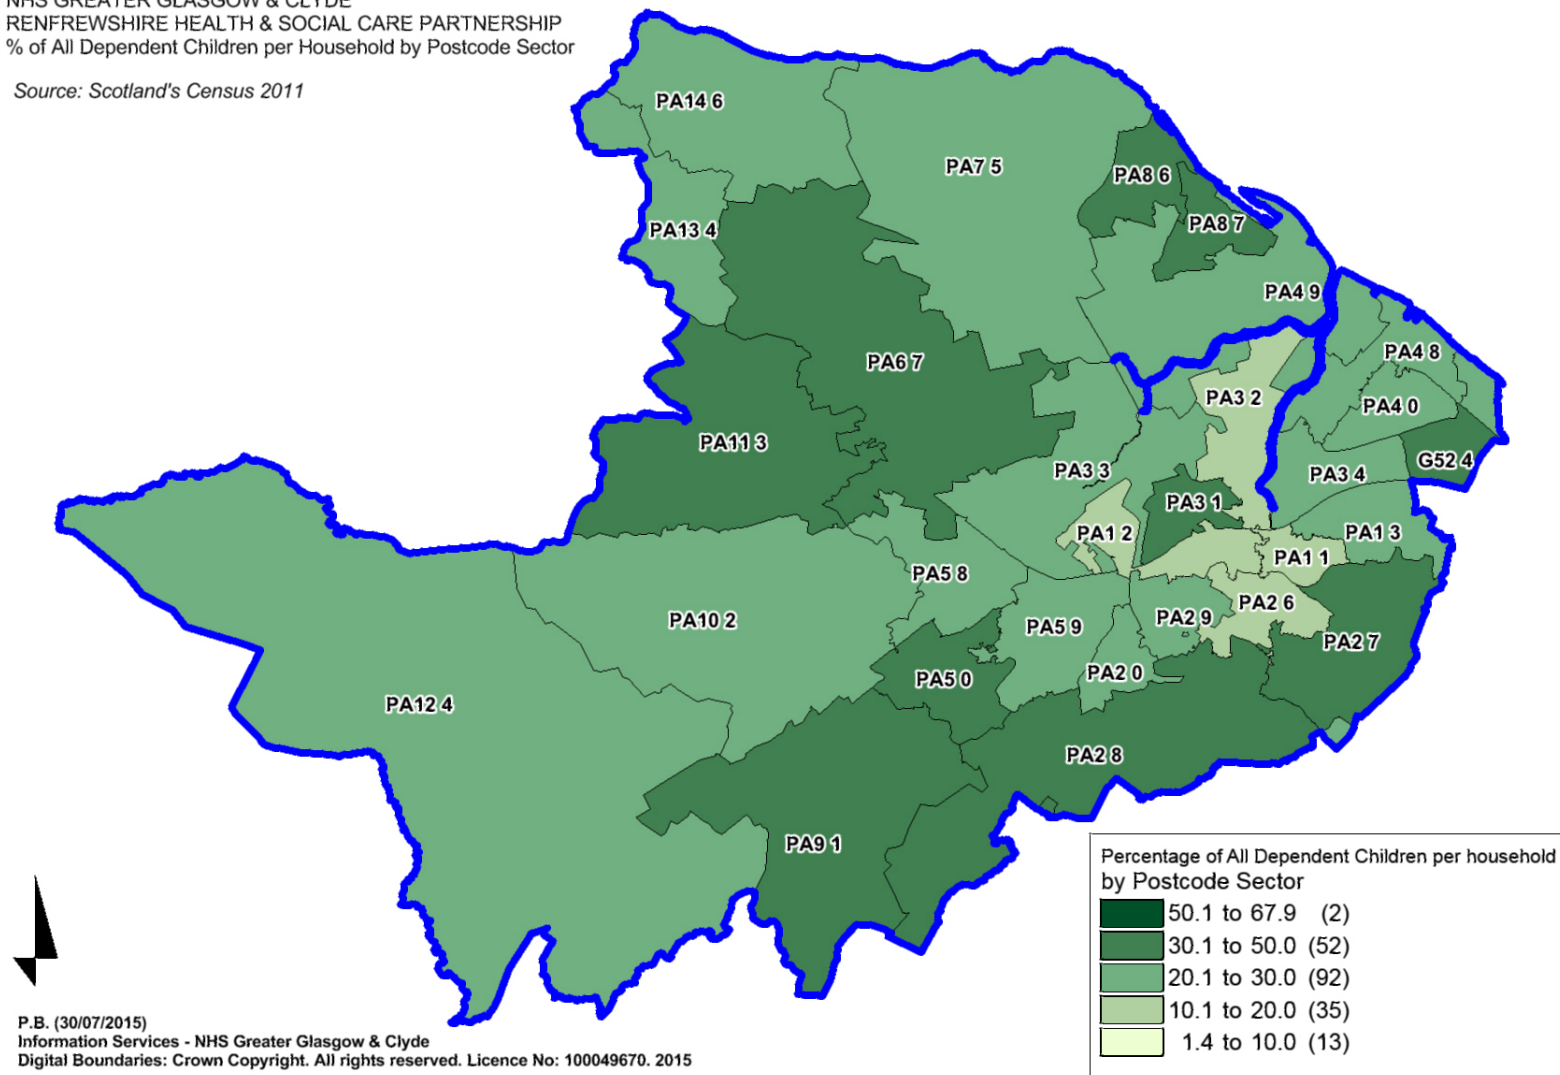 NHS GREATER GLASGOW & CLYDE
RENFREWSHIRE HEALTH & SOCIAL CARE PARTNERSHIP
% of All Dependent Children per Household by Postcode Sector
Source: Scotland's Census 2011
PA14 6
PA7 5
PA8 6
PA8 7
PA13 4
PA4 9
PA4 8
PA6 7
PA3 2
PA4 0
PA11 3
PA3 3
G52 4
PA3 4
PA3 1
PA1 2
PA1 3
PA1 1
PA5 8
PA2 6
PA10 2
PA5 9
PA2 9
PA2 7
PA5 0
PA2 0
PA12 4
PA2 8
PA9 1
Percentage of All Dependent Children per household
by Postcode Sector
50.1 to 67.9 (2)
30.1 to 50.0 (52)
20.1 to 30.0 (92)
10.1 to 20.0 (35)
1.4 to 10.0 (13)
P.B. (30/07/2015)
Information Services - NHS Greater Glasgow & Clyde
Digital Boundaries: Crown Copyright. All rights reserved. Licence No: 100049670. 2015